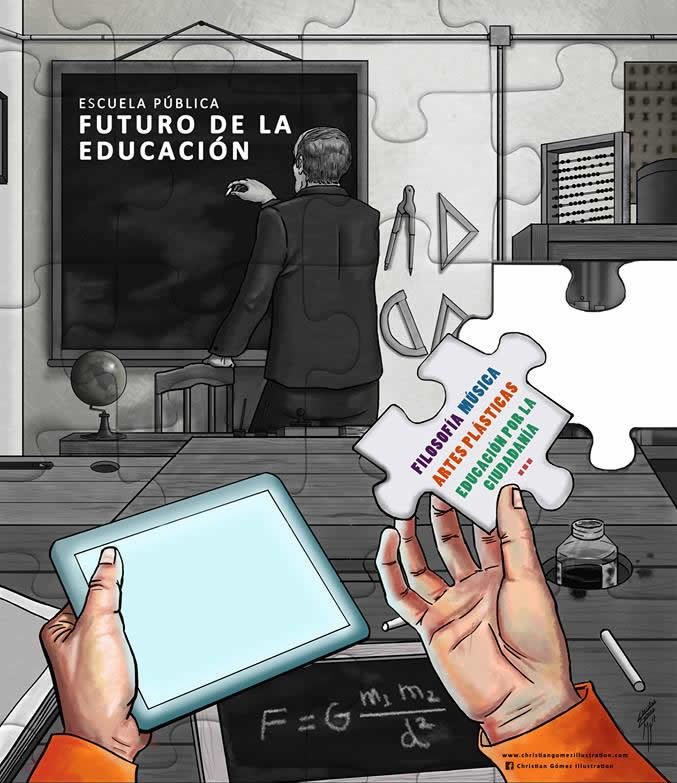 ESCUELA PÚBLICA
FUTURO DE LA
EDUCACIÓN
FILOSOFÍA MÚSICA
ARTES PLÁSTICAS
EDUCACIÓN POR LA
CIUDADANÍA
...
F = G m₁ m₂ / d²
www.christiangomezillustration.com
Christian Gómez Illustration